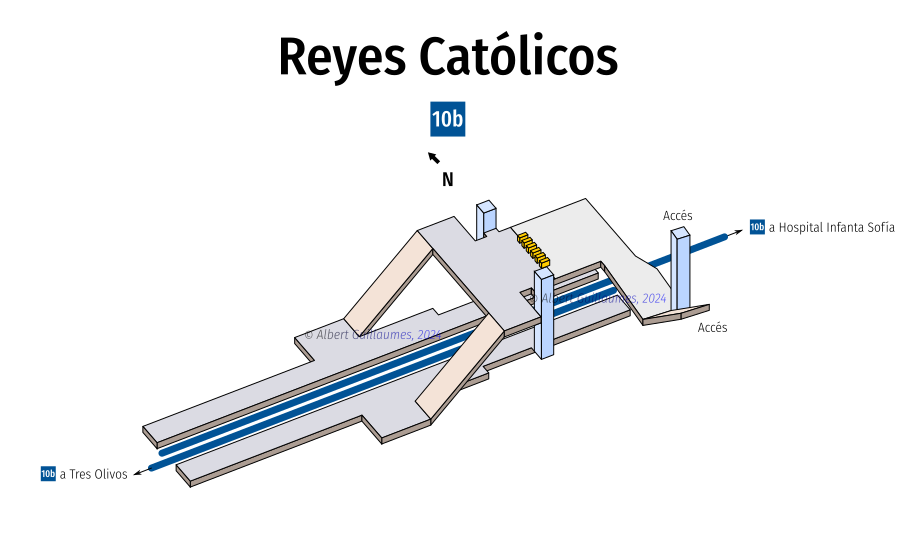 Reyes Católicos
10b
N
Accés
10b a Hospital Infanta Sofía
© Albert Guillaumes, 2024
Accés
© Albert Guillaumes, 2024
10b a Tres Olivos